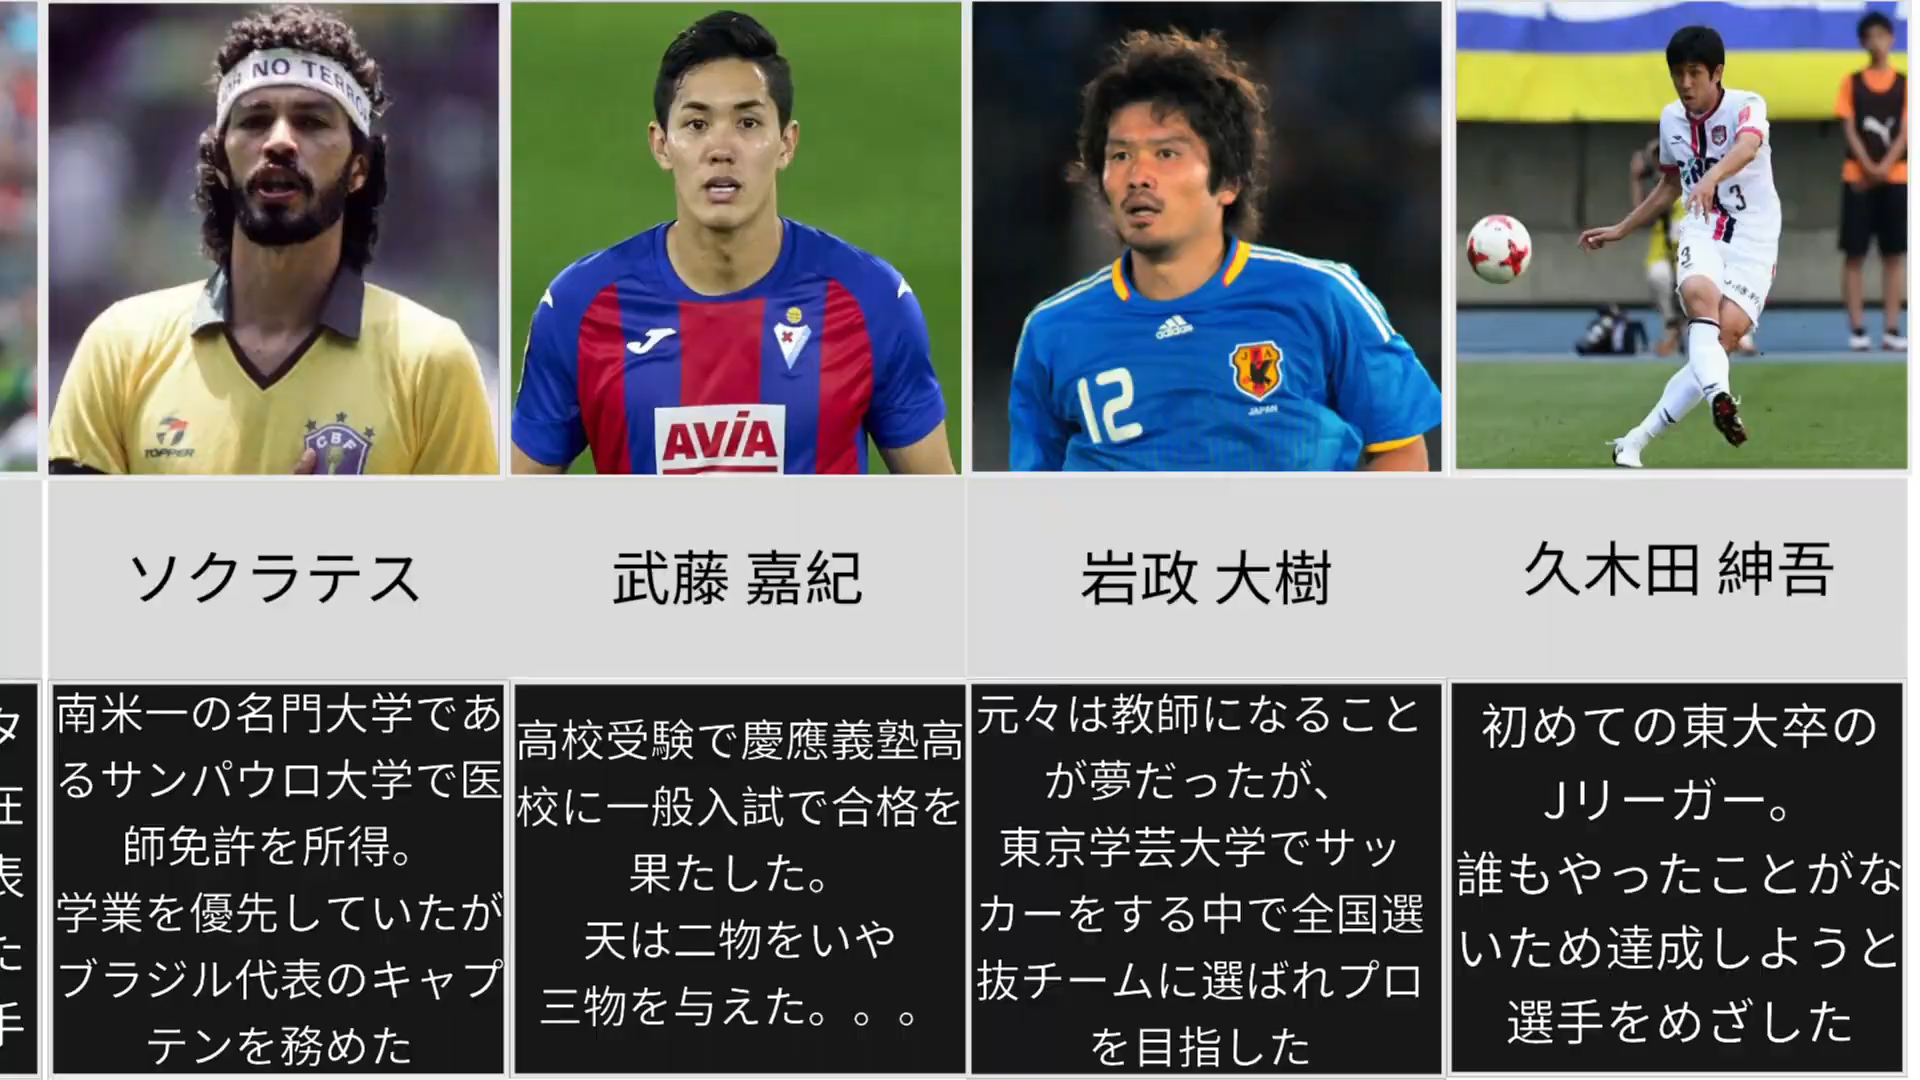 NO TERRO
TOPPER
CBF
AVIA
adidas
12
JAPAN
3
3
ソクラテス
武藤 嘉紀
岩政 大樹
久木田 紳吾
南米一の名門大学であ
るサンパウロ大学で医
師免許を所得。
学業を優先していたが
ブラジル代表のキャプ
テンを務めた
高校受験で慶應義塾高
校に一般入試で合格を
果たした。
天は二物をいや
三物を与えた。。。
元々は教師になること
が夢だったが、
東京学芸大学でサッ
カーをする中で全国選
抜チームに選ばれプロ
を目指した
初めての東大卒の
Jリーガー。
誰もやったことがな
いため達成しようと
選手をめざした